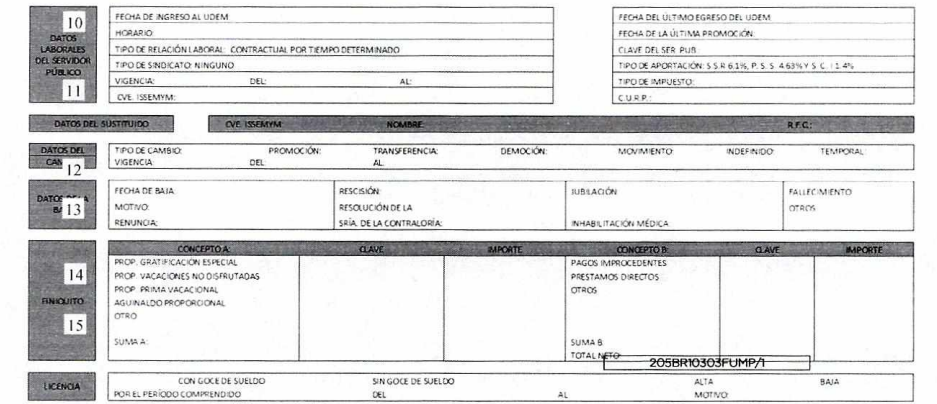 10
DATOS
LABORALES
DEL SERVIDOR
PÚBLICO
11
FECHA DE INGRESO AL UDEM
HORARIO:
TIPO DE RELACIÓN LABORAL: CONTRACTUAL POR TIEMPO DETERMINADO
TIPO DE SINDICATO: NINGUNO
VIGENCIA: DEL: AL:
CVE. ISSEMYM:
FECHA DEL ÚLTIMO EGRESO DEL UDEM
FECHA DE LA ÚLTIMA PROMOCIÓN:
CLAVE DEL SER. PUB
TIPO DE APORTACIÓN: S.S.R 6.1%, P. S. S. 4.63% Y S. C. I 1.4%
TIPO DE IMPUESTO:
C.U.R.P.:
DATOS DEL SUSTITUIDO CVE. ISSEMYM: NOMBRE: R.F.C.:
DATOS DEL
12
TIPO DE CAMBIO: PROMOCIÓN: TRANSFERENCIA: DEMOCIÓN: MOVIMIENTO: INDEFINIDO: TEMPORAL:
VIGENCIA DEL AL:
13
FECHA DE BAJA: RESCISIÓN: JUBILACIÓN FALLECIMIENTO
MOTIVO: RESOLUCIÓN DE LA OTROS
RENUNCIA: SRÍA. DE LA CONTRALORÍA: INHABILITACIÓN MÉDICA
14
FINIQUITO
15
CONCEPTO A: CLAVE IMPORTE CONCEPTO B: CLAVE IMPORTE
PROP. GRATIFICACIÓN ESPECIAL PAGOS IMPROCEDENTES
PROP. VACACIONES NO DISFRUTADAS PRESTAMOS DIRECTOS
PROP. PRIMA VACACIONAL OTROS
AGUINALDO PROPORCIONAL
OTRO
SUMA A: SUMA B:
TOTAL NETO:
205BR10303FUMP/1
LICENCIA CON GOCE DE SUELDO SIN GOCE DE SUELDO ALTA BAJA
POR EL PERÍODO COMPRENDIDO DEL AL MOTIVO: